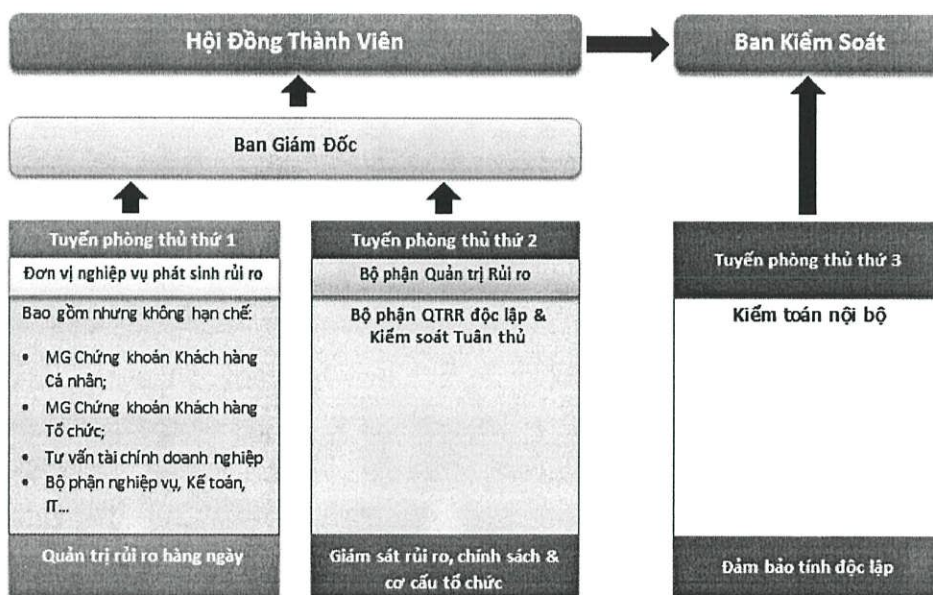 Hội Đồng Thành Viên
Ban Kiểm Soát
Ban Giám Đốc
Tuyến phòng thủ thứ 1
Đơn vị nghiệp vụ phát sinh rủi ro
Bao gồm nhưng không hạn chế:
• MG Chứng khoán Khách hàng
Cá nhân;
• MG Chứng khoán Khách hàng
Tổ chức;
• Tư vấn tài chính doanh nghiệp
• Bộ phận nghiệp vụ, Kế toán,
IT...
Quản trị rủi ro hàng ngày
Tuyến phòng thủ thứ 2
Bộ phận Quản trị Rủi ro
Bộ phận QTRR độc lập &
Kiểm soát Tuân thủ
Giám sát rủi ro, chính sách &
cơ cấu tổ chức
Tuyến phòng thủ thứ 3
Kiểm toán nội bộ
Đảm bảo tính độc lập